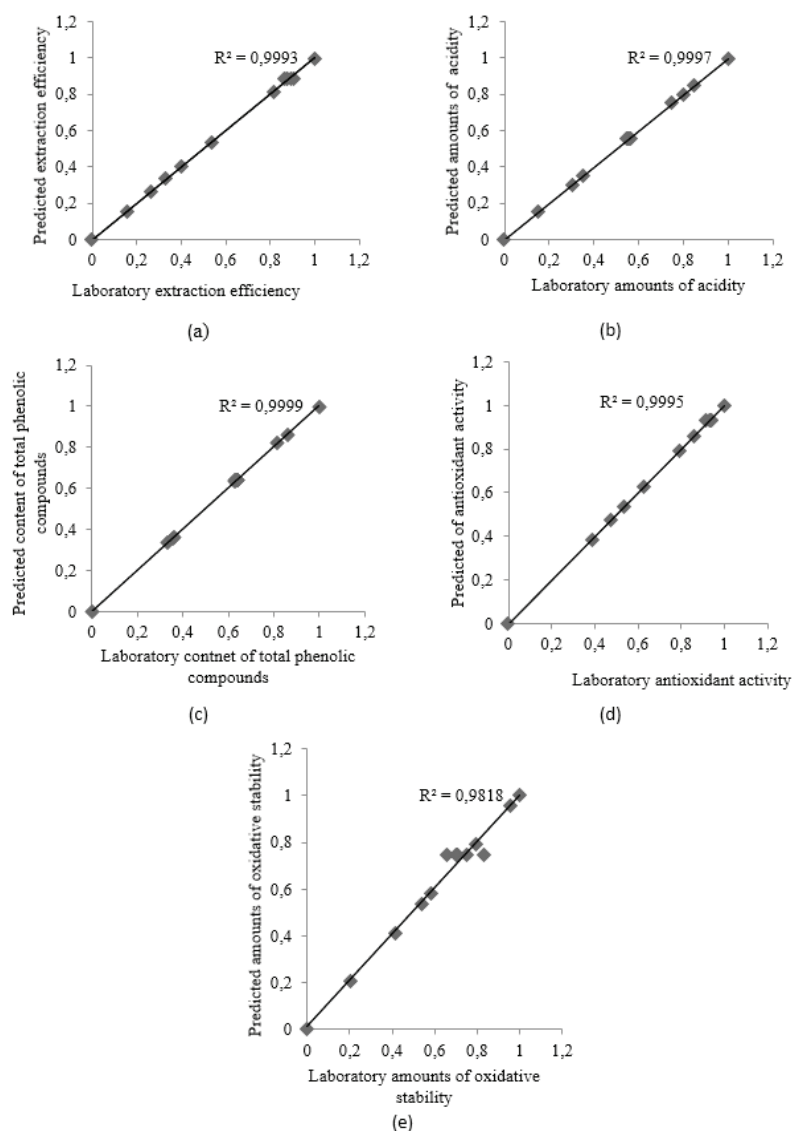 1,2
1
0,8
0,6
0,4
0,2
0
R² = 0,9993
Predicted extraction efficiency
0 0,2 0,4 0,6 0,8 1 1,2
Laboratory extraction efficiency
(a)
1,2
1
0,8
0,6
0,4
0,2
0
R² = 0,9997
Predicted amounts of acidity
0 0,2 0,4 0,6 0,8 1 1,2
Laboratory amounts of acidity
(b)
1,2
1
0,8
0,6
0,4
0,2
0
R² = 0,9999
Predicted content of total phenolic
compounds
0 0,2 0,4 0,6 0,8 1 1,2
Laboratory contnet of total phenolic
compounds
(c)
1,2
1
0,8
0,6
0,4
0,2
0
R² = 0,9995
Predicted of antioxidant activity
0 0,2 0,4 0,6 0,8 1 1,2
Laboratory antioxidant activity
(d)
1,2
1
0,8
0,6
0,4
0,2
0
R² = 0,9818
Predicted amounts of oxidative stability
0 0,2 0,4 0,6 0,8 1 1,2
Laboratory amounts of oxidative
stability
(e)